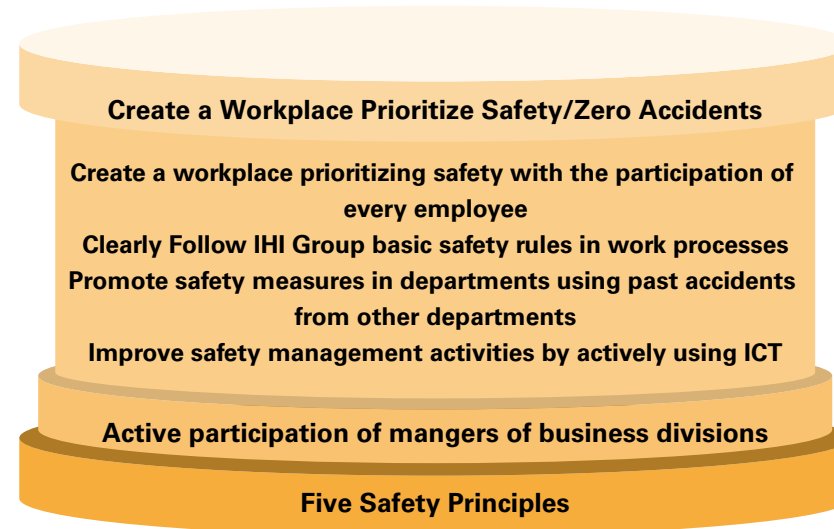 Create a Workplace Prioritize Safety/Zero Accidents
Create a workplace prioritizing safety with the participation of
every employee
Clearly Follow IHI Group basic safety rules in work processes
Promote safety measures in departments using past accidents
from other departments
Improve safety management activities by actively using ICT
Active participation of mangers of business divisions
Five Safety Principles